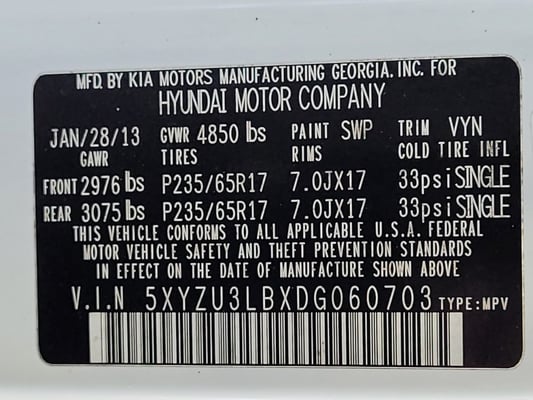 MFD. BY KIA MOTORS MANUFACTURING GEORGIA, INC. FOR
HYUNDAI MOTOR COMPANY
JAN/28/13 GVWR 4850 lbs PAINT SWP TRIM VYN
GAWR TIRES RIMS COLD TIRE INFL
FRONT 2976 lbs P235/65R17 7.0JX17 33psi SINGLE
REAR 3075 lbs P235/65R17 7.0JX17 33psi SINGLE
THIS VEHICLE CONFORMS TO ALL APPLICABLE U.S.A. FEDERAL
MOTOR VEHICLE SAFETY AND THEFT PREVENTION STANDARDS
IN EFFECT ON THE DATE OF MANUFACTURE SHOWN ABOVE
V.I.N 5XYZU3LBXDG060703 TYPE:MPV